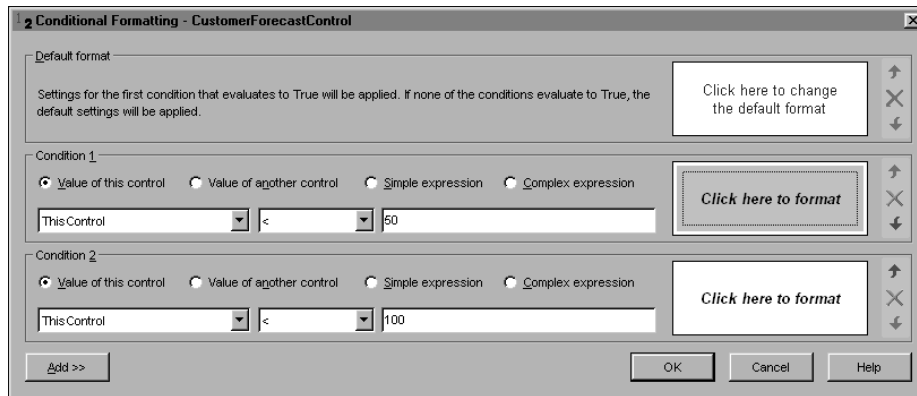 Conditional Formatting - CustomerForecastControl
Default format
Settings for the first condition that evaluates to True will be applied. If none of the conditions evaluate to True, the
default settings will be applied.
Click here to change
the default format
Condition 1
Value of this control Value of another control Simple expression Complex expression
This Control < 50
Click here to format
Condition 2
Value of this control Value of another control Simple expression Complex expression
This Control < 100
Click here to format
Add >> OK Cancel Help